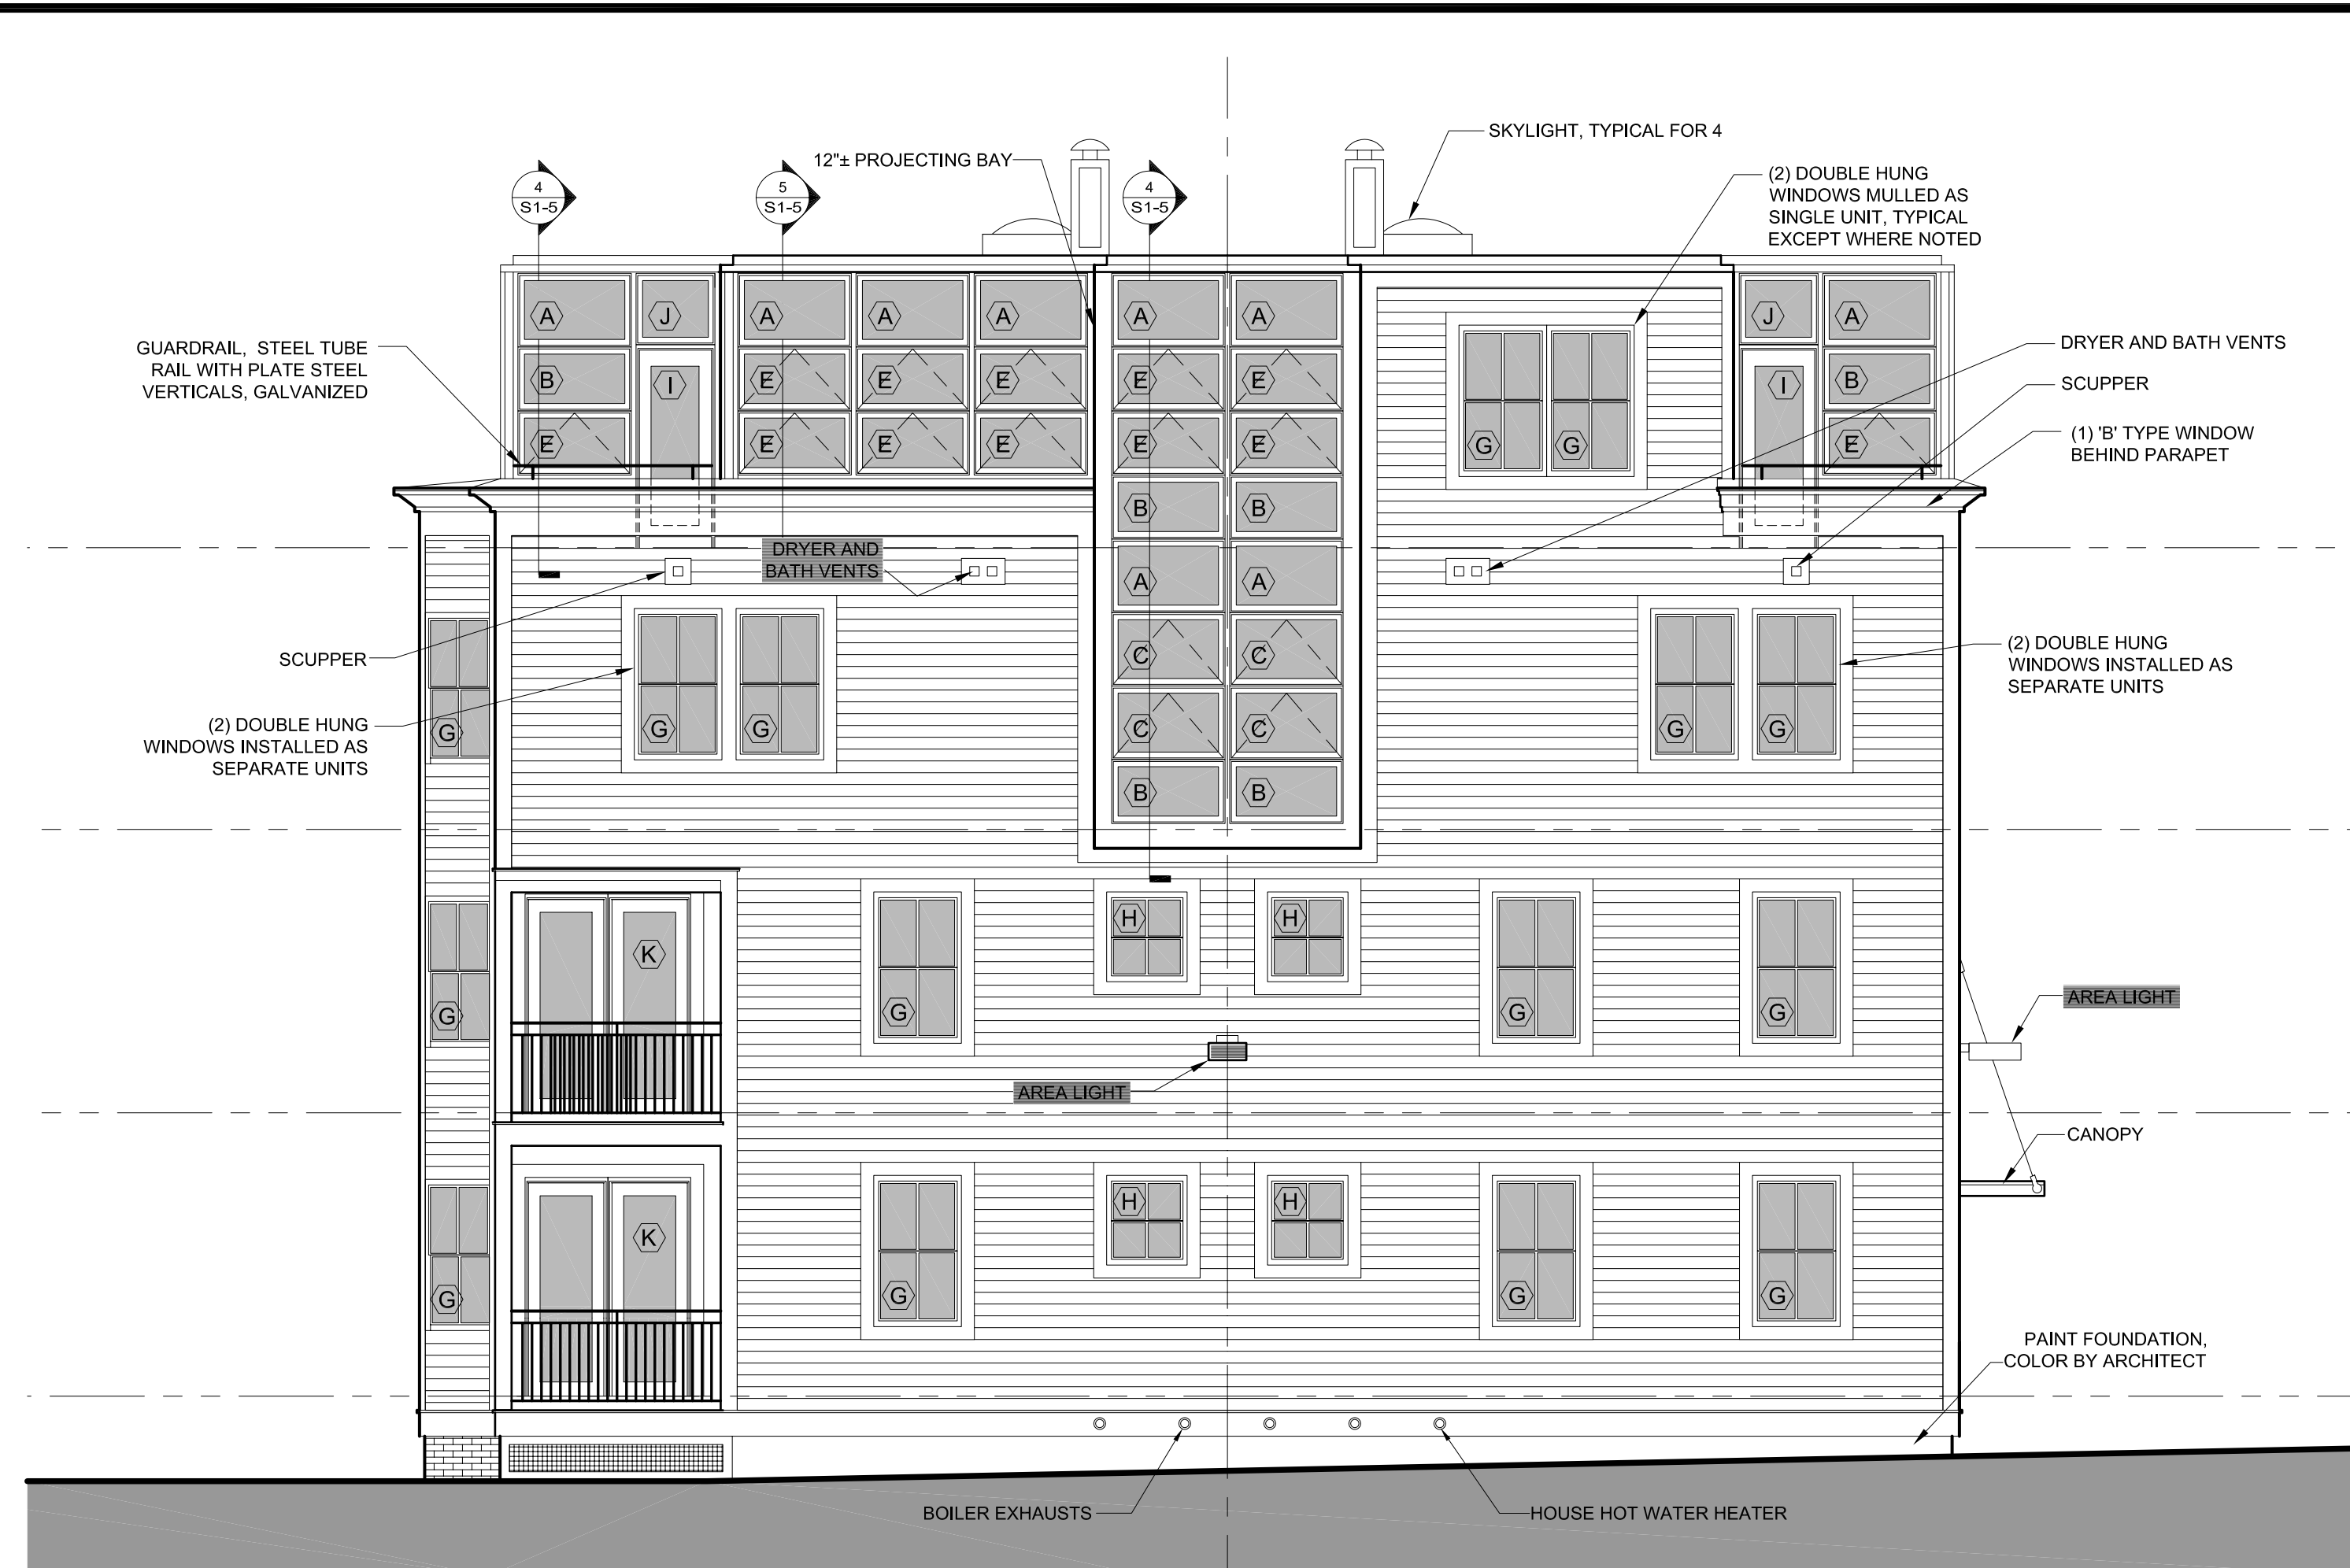 SKYLIGHT, TYPICAL FOR 4
12"± PROJECTING BAY
(2) DOUBLE HUNG
WINDOWS MULLED AS
SINGLE UNIT, TYPICAL
EXCEPT WHERE NOTED
4
S1-5
5
S1-5
4
S1-5
A J A A A A A J A
GUARDRAIL, STEEL TUBE
RAIL WITH PLATE STEEL
VERTICALS, GALVANIZED
DRYER AND BATH VENTS
SCUPPER
B I E E E E E I B
(1) 'B' TYPE WINDOW
BEHIND PARAPET
E E E E E E G G E
B B
DRYER AND
BATH VENTS
A A
SCUPPER
C C
(2) DOUBLE HUNG
WINDOWS INSTALLED AS
SEPARATE UNITS
(2) DOUBLE HUNG
WINDOWS INSTALLED AS
SEPARATE UNITS
G G G C C G G
B B
K H H
G G G G
AREA LIGHT
AREA LIGHT
CANOPY
K H H
G G G G
PAINT FOUNDATION,
COLOR BY ARCHITECT
BOILER EXHAUSTS
HOUSE HOT WATER HEATER